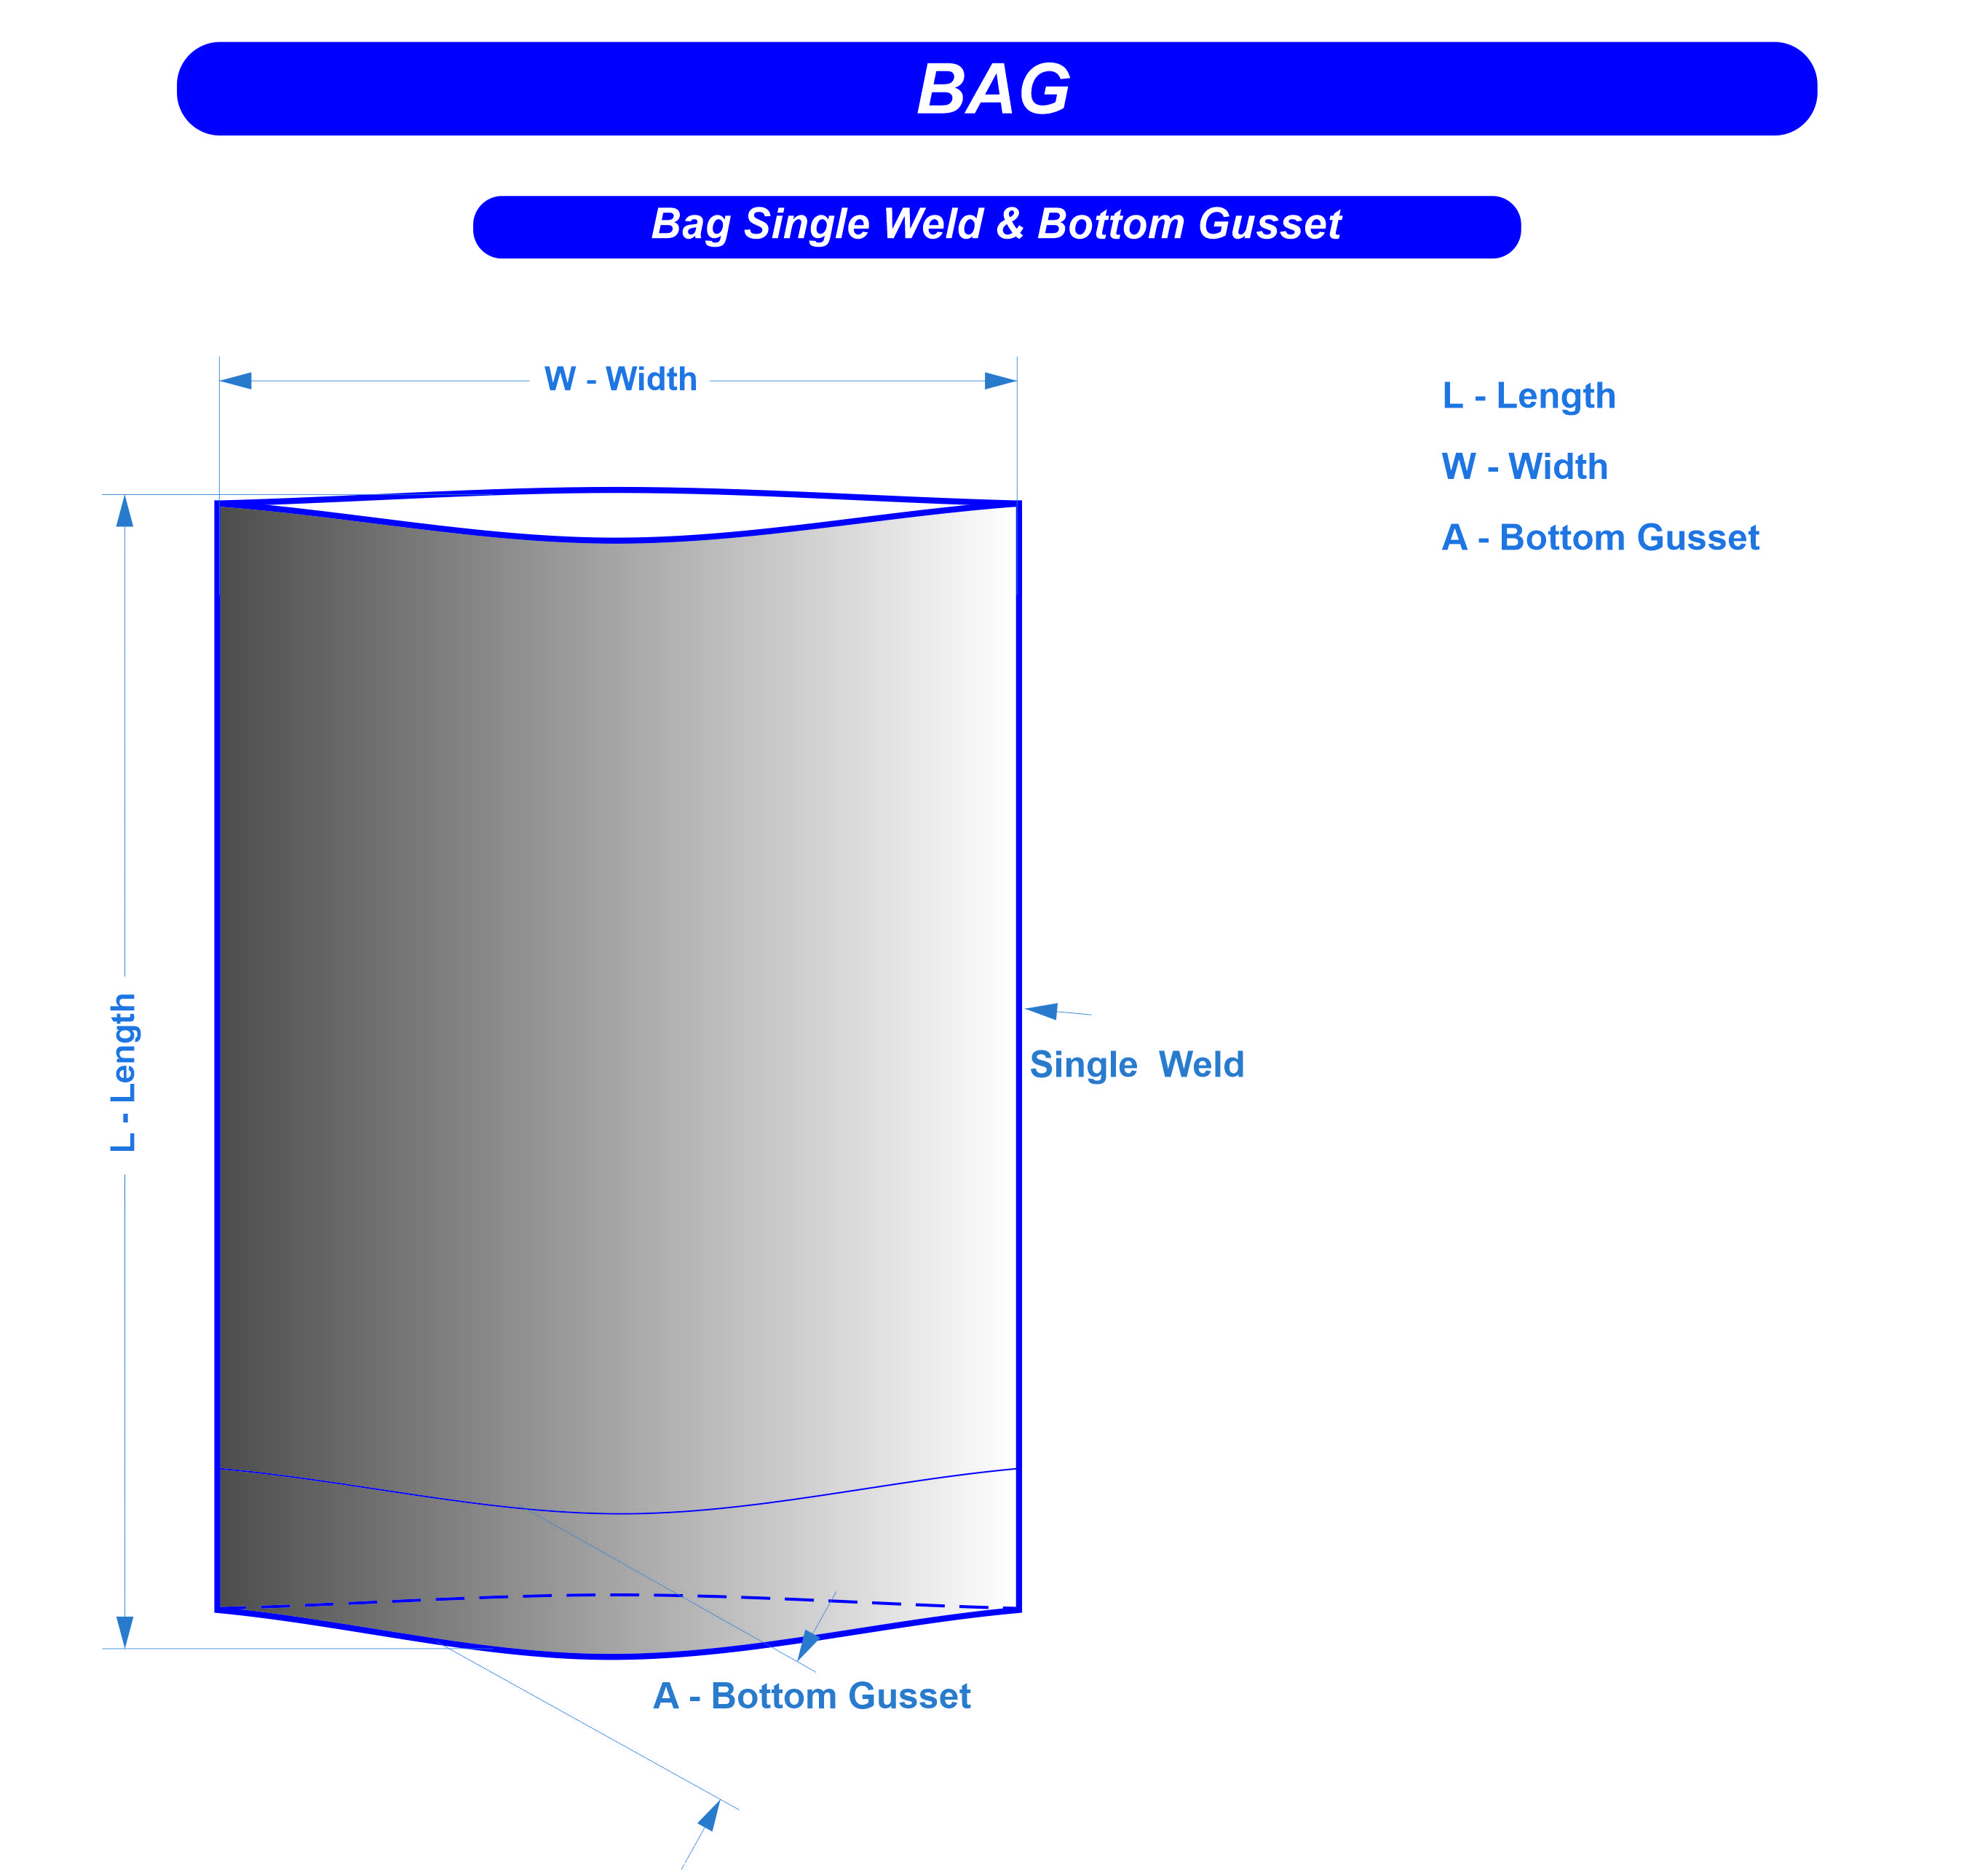 BAG
Bag Single Weld & Bottom Gusset
W - Width
L - Length
W - Width
A - Bottom Gusset
L - Length
Single Weld
A - Bottom Gusset